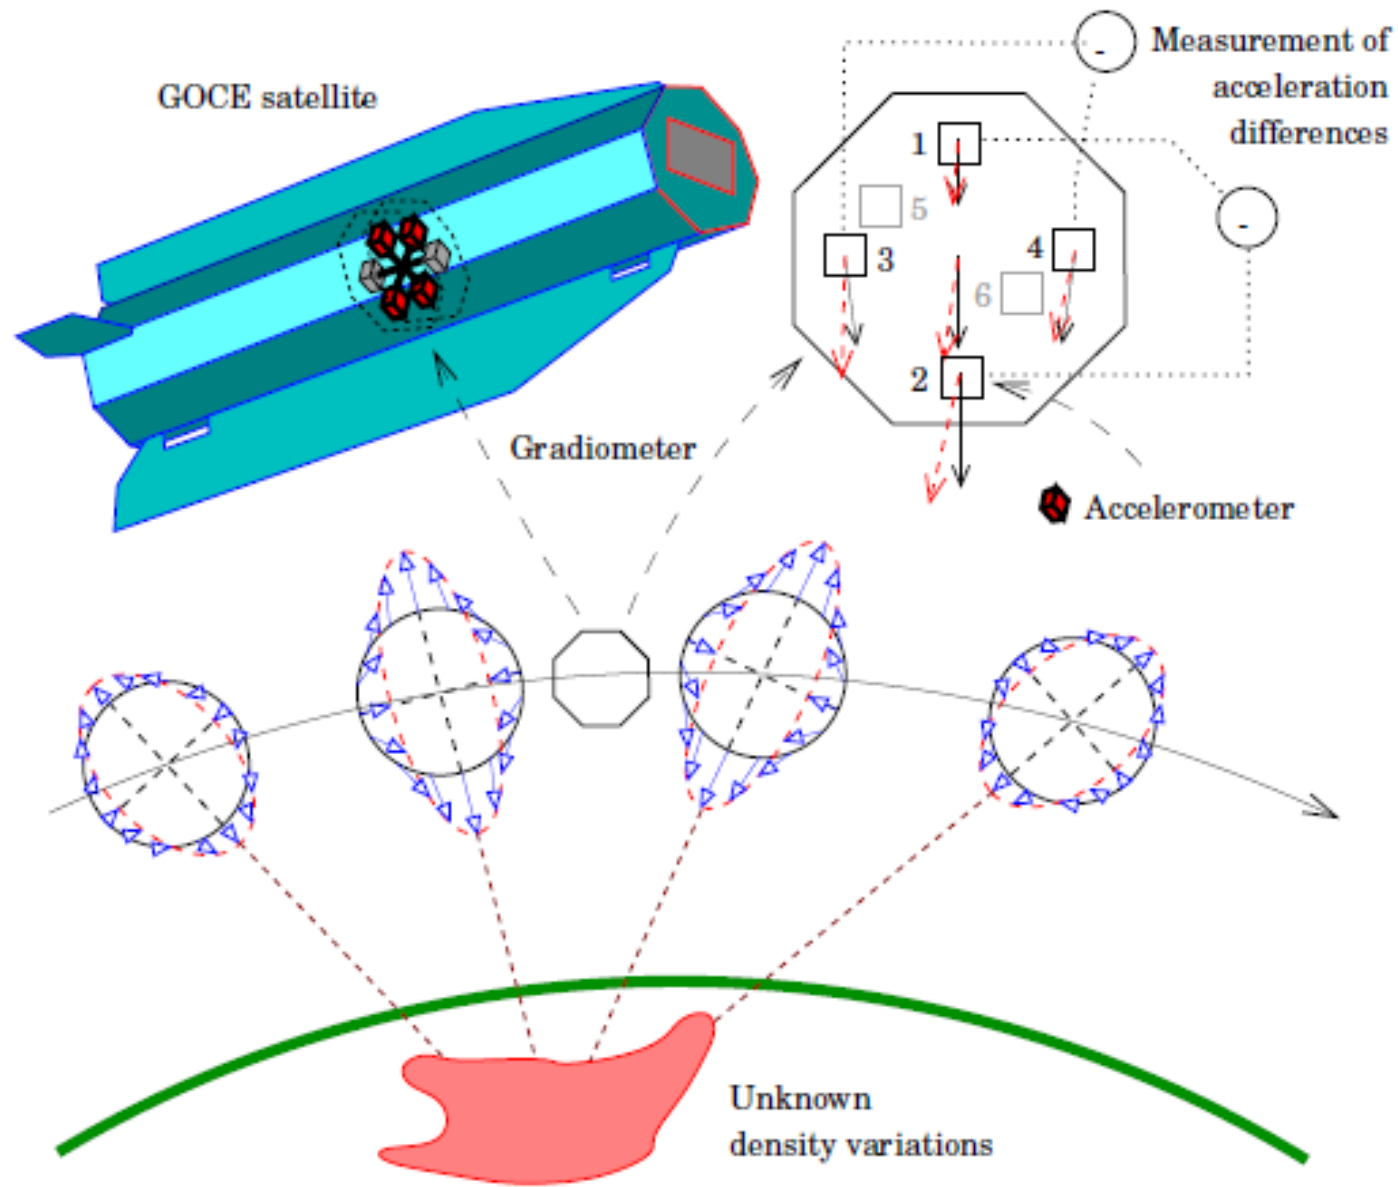 GOCE satellite
Measurement of
acceleration
differences
-
1
-
5
3
4
6
2
Gradiometer
Accelerometer
Unknown
density variations